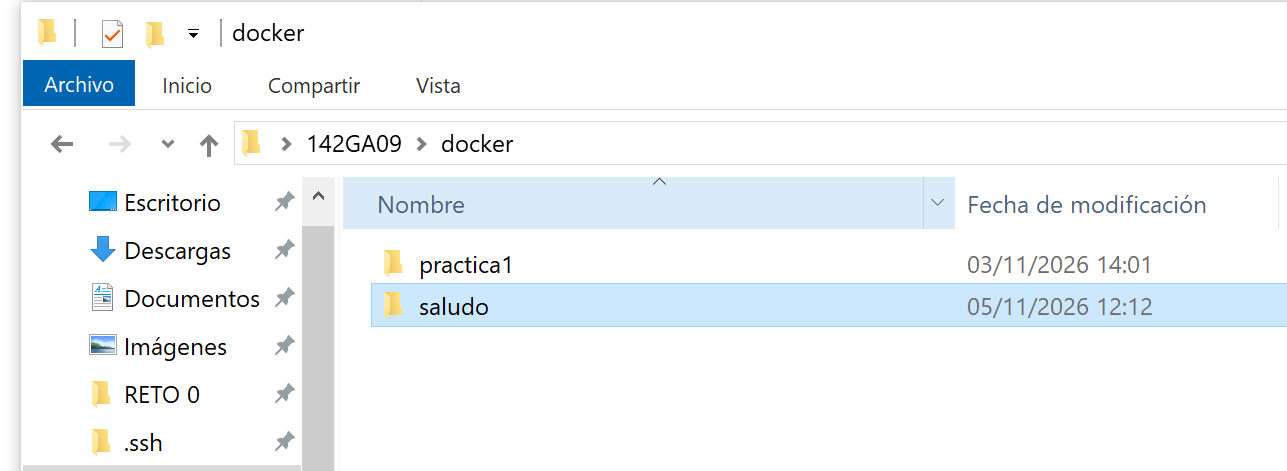 docker
Archivo Inicio Compartir Vista
142GA09 docker
Nombre Fecha de modificación
Escritorio
Descargas
Documentos
Imágenes
RETO 0
.ssh
practica1 03/11/2026 14:01
saludo 05/11/2026 12:12